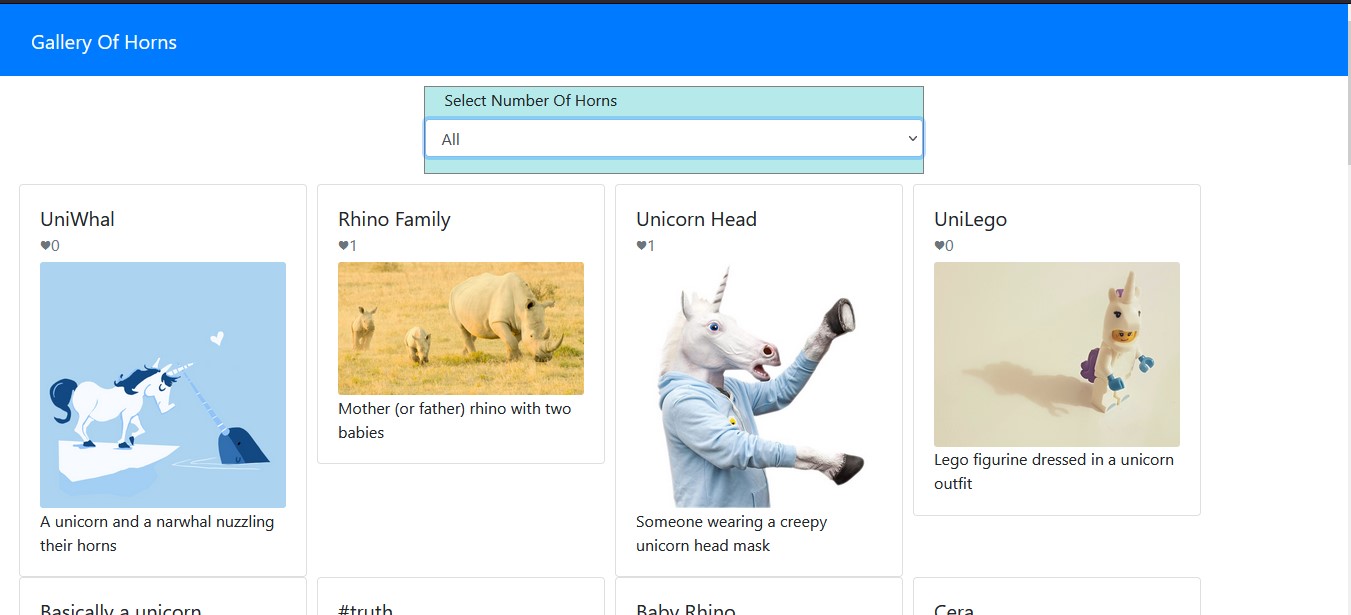 Gallery Of Horns
Select Number Of Horns
All
UniWhal
♥0
A unicorn and a narwhal nuzzling
their horns
Rhino Family
♥1
Mother (or father) rhino with two
babies
Unicorn Head
♥1
Someone wearing a creepy
unicorn head mask
UniLego
♥0
Lego figurine dressed in a unicorn
outfit
Basically a unicorn
#truth
Baby Rhino
Cera